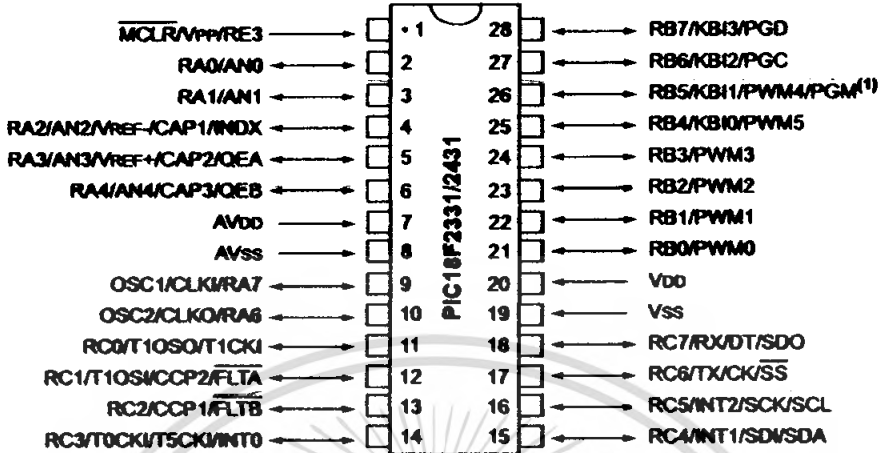 MCLR/VPP/RE3 • 1 28 RB7/KBI3/PGD
RA0/AN0 2 27 RB6/KBI2/PGC
RA1/AN1 3 26 RB5/KBI1/PWM4/PGM(1)
RA2/AN2/VREF-/CAP1/INDX 4 25 RB4/KBI0/PWM5
RA3/AN3/VREF+/CAP2/QEA 5 24 RB3/PWM3
RA4/AN4/CAP3/QEB 6 23 RB2/PWM2
AVDD 7 22 RB1/PWM1
AVSS 8 21 RB0/PWM0
OSC1/CLKI/RA7 9 20 VDD
OSC2/CLKO/RA6 10 19 VSS
RC0/T1OSO/T1CKI 11 18 RC7/RX/DT/SDO
RC1/T1OSI/CCP2/FLTA 12 17 RC6/TX/CK/SS
RC2/CCP1/FLTB 13 16 RC5/INT2/SCK/SCL
RC3/T0CKI/T5CKI/INT0 14 15 RC4/INT1/SDI/SDA
PIC18F2331/2431